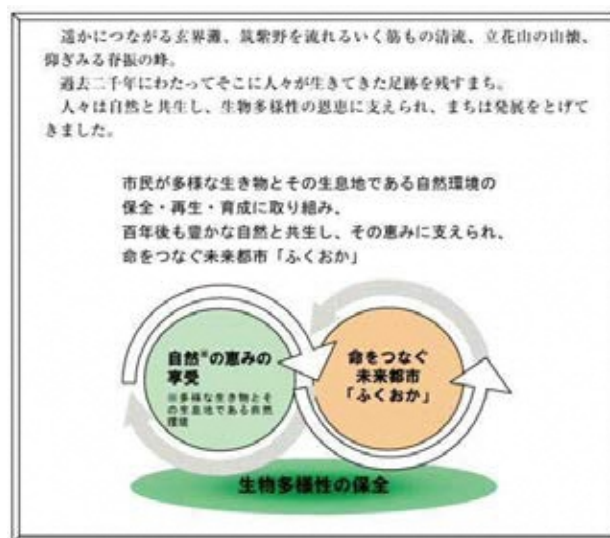 遥かにつながる玄界灘、筑紫野を流れるいく筋もの清流、立花山の山懐、
仰ぎみる脊振の峰。
過去二千年にわたってそこに人々が生きてきた足跡を残すまち。
人々は自然と共生し、生物多様性の恩恵に支えられ、まちは発展をとげて
きました。
市民が多様な生き物とその生息地である自然環境の
保全・再生・育成に取り組み、
百年後も豊かな自然と共生し、その恵みに支えられ、
命をつなぐ未来都市「ふくおか」
自然※の恵みの
享受
※多様な生き物とそ
の生息地である自然
環境
命をつなぐ
未来都市
「ふくおか」
生物多様性の保全